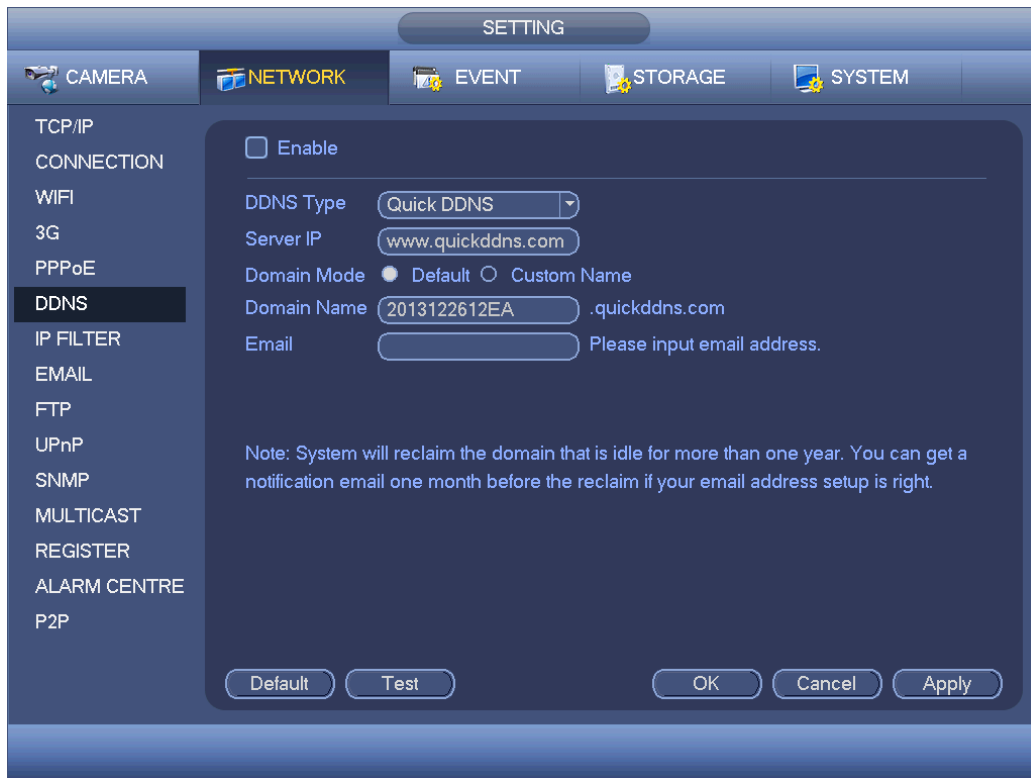 SETTING
CAMERA
NETWORK
EVENT
STORAGE
SYSTEM
TCP/IP
CONNECTION
WIFI
3G
PPPoE
DDNS
IP FILTER
EMAIL
FTP
UPnP
SNMP
MULTICAST
REGISTER
ALARM CENTRE
P2P
Enable
DDNS Type Quick DDNS
Server IP www.quickddns.com
Domain Mode Default Custom Name
Domain Name 2013122612EA .quickddns.com
Email Please input email address.
Note: System will reclaim the domain that is idle for more than one year. You can get a
notification email one month before the reclaim if your email address setup is right.
Default Test OK Cancel Apply